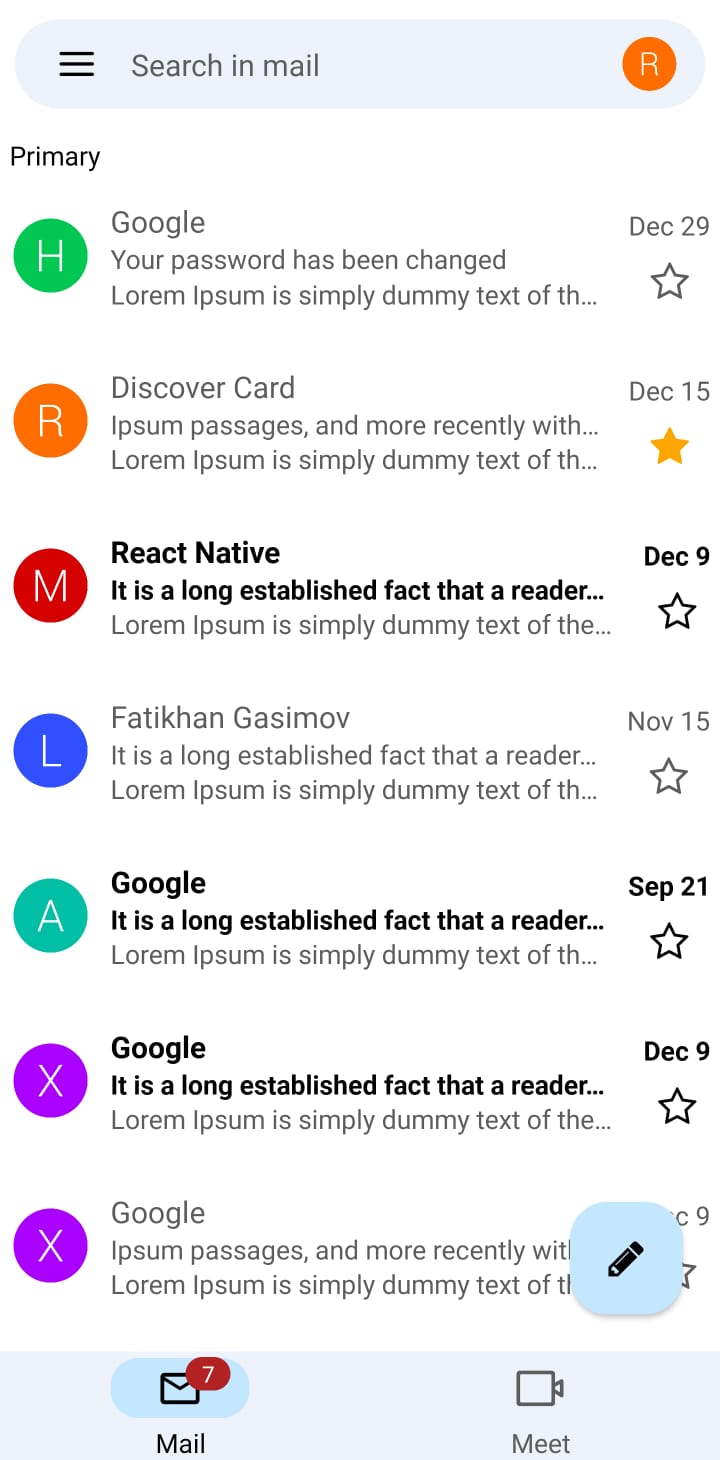 Search in mail
R
Primary
H
Google
Dec 29
Your password has been changed
Lorem Ipsum is simply dummy text of th...
R
Discover Card
Dec 15
Ipsum passages, and more recently with...
Lorem Ipsum is simply dummy text of th...
M
React Native
Dec 9
It is a long established fact that a reader...
Lorem Ipsum is simply dummy text of the...
L
Fatikhan Gasimov
Nov 15
It is a long established fact that a reader...
Lorem Ipsum is simply dummy text of th...
A
Google
Sep 21
It is a long established fact that a reader...
Lorem Ipsum is simply dummy text of th...
X
Google
Dec 9
It is a long established fact that a reader...
Lorem Ipsum is simply dummy text of the...
X
Google
9
Ipsum passages, and more recently
Lorem Ipsum is simply dummy text of
7
Mail
Meet